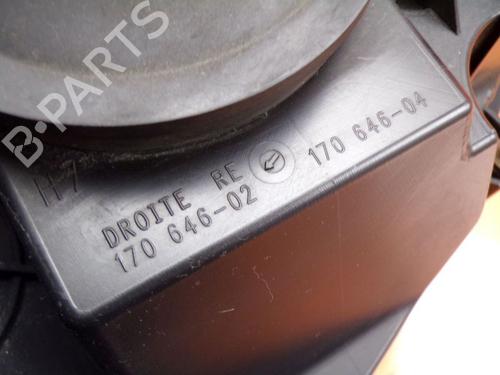 B-PARTS
H7
DROITE RE 170 646-04
170 646-02